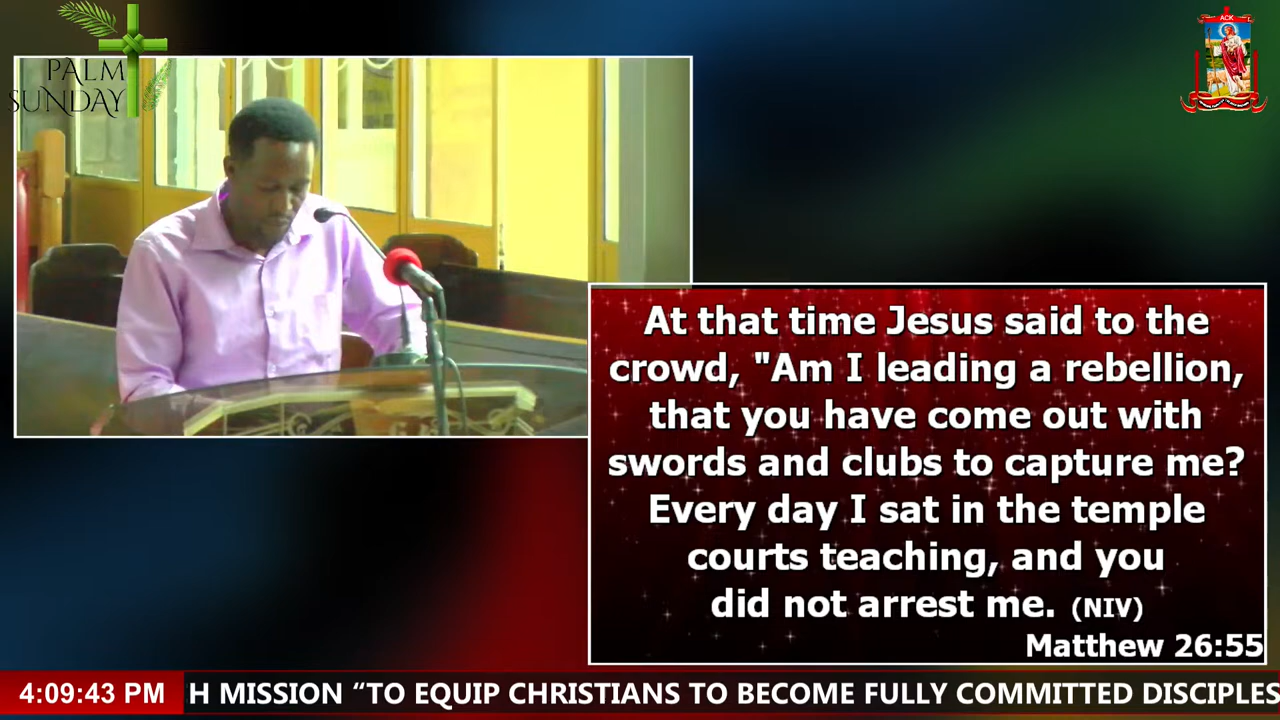 PALM
SUNDAY
ACK
At that time Jesus said to the
crowd, "Am I leading a rebellion,
that you have come out with
swords and clubs to capture me?
Every day I sat in the temple
courts teaching, and you
did not arrest me. (NIV)
Matthew 26:55
4:09:43 PM
H MISSION “TO EQUIP CHRISTIANS TO BECOME FULLY COMMITTED DISCIPLES